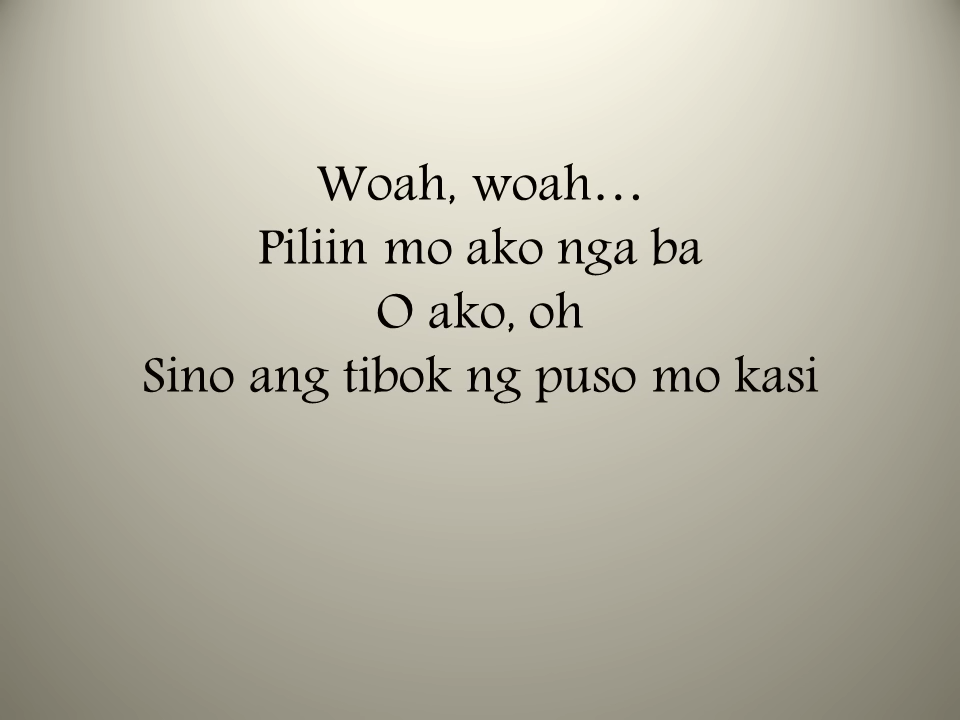 Woah, woah…
Piliin mo ako nga ba
O ako, oh
Sino ang tibok ng puso mo kasi